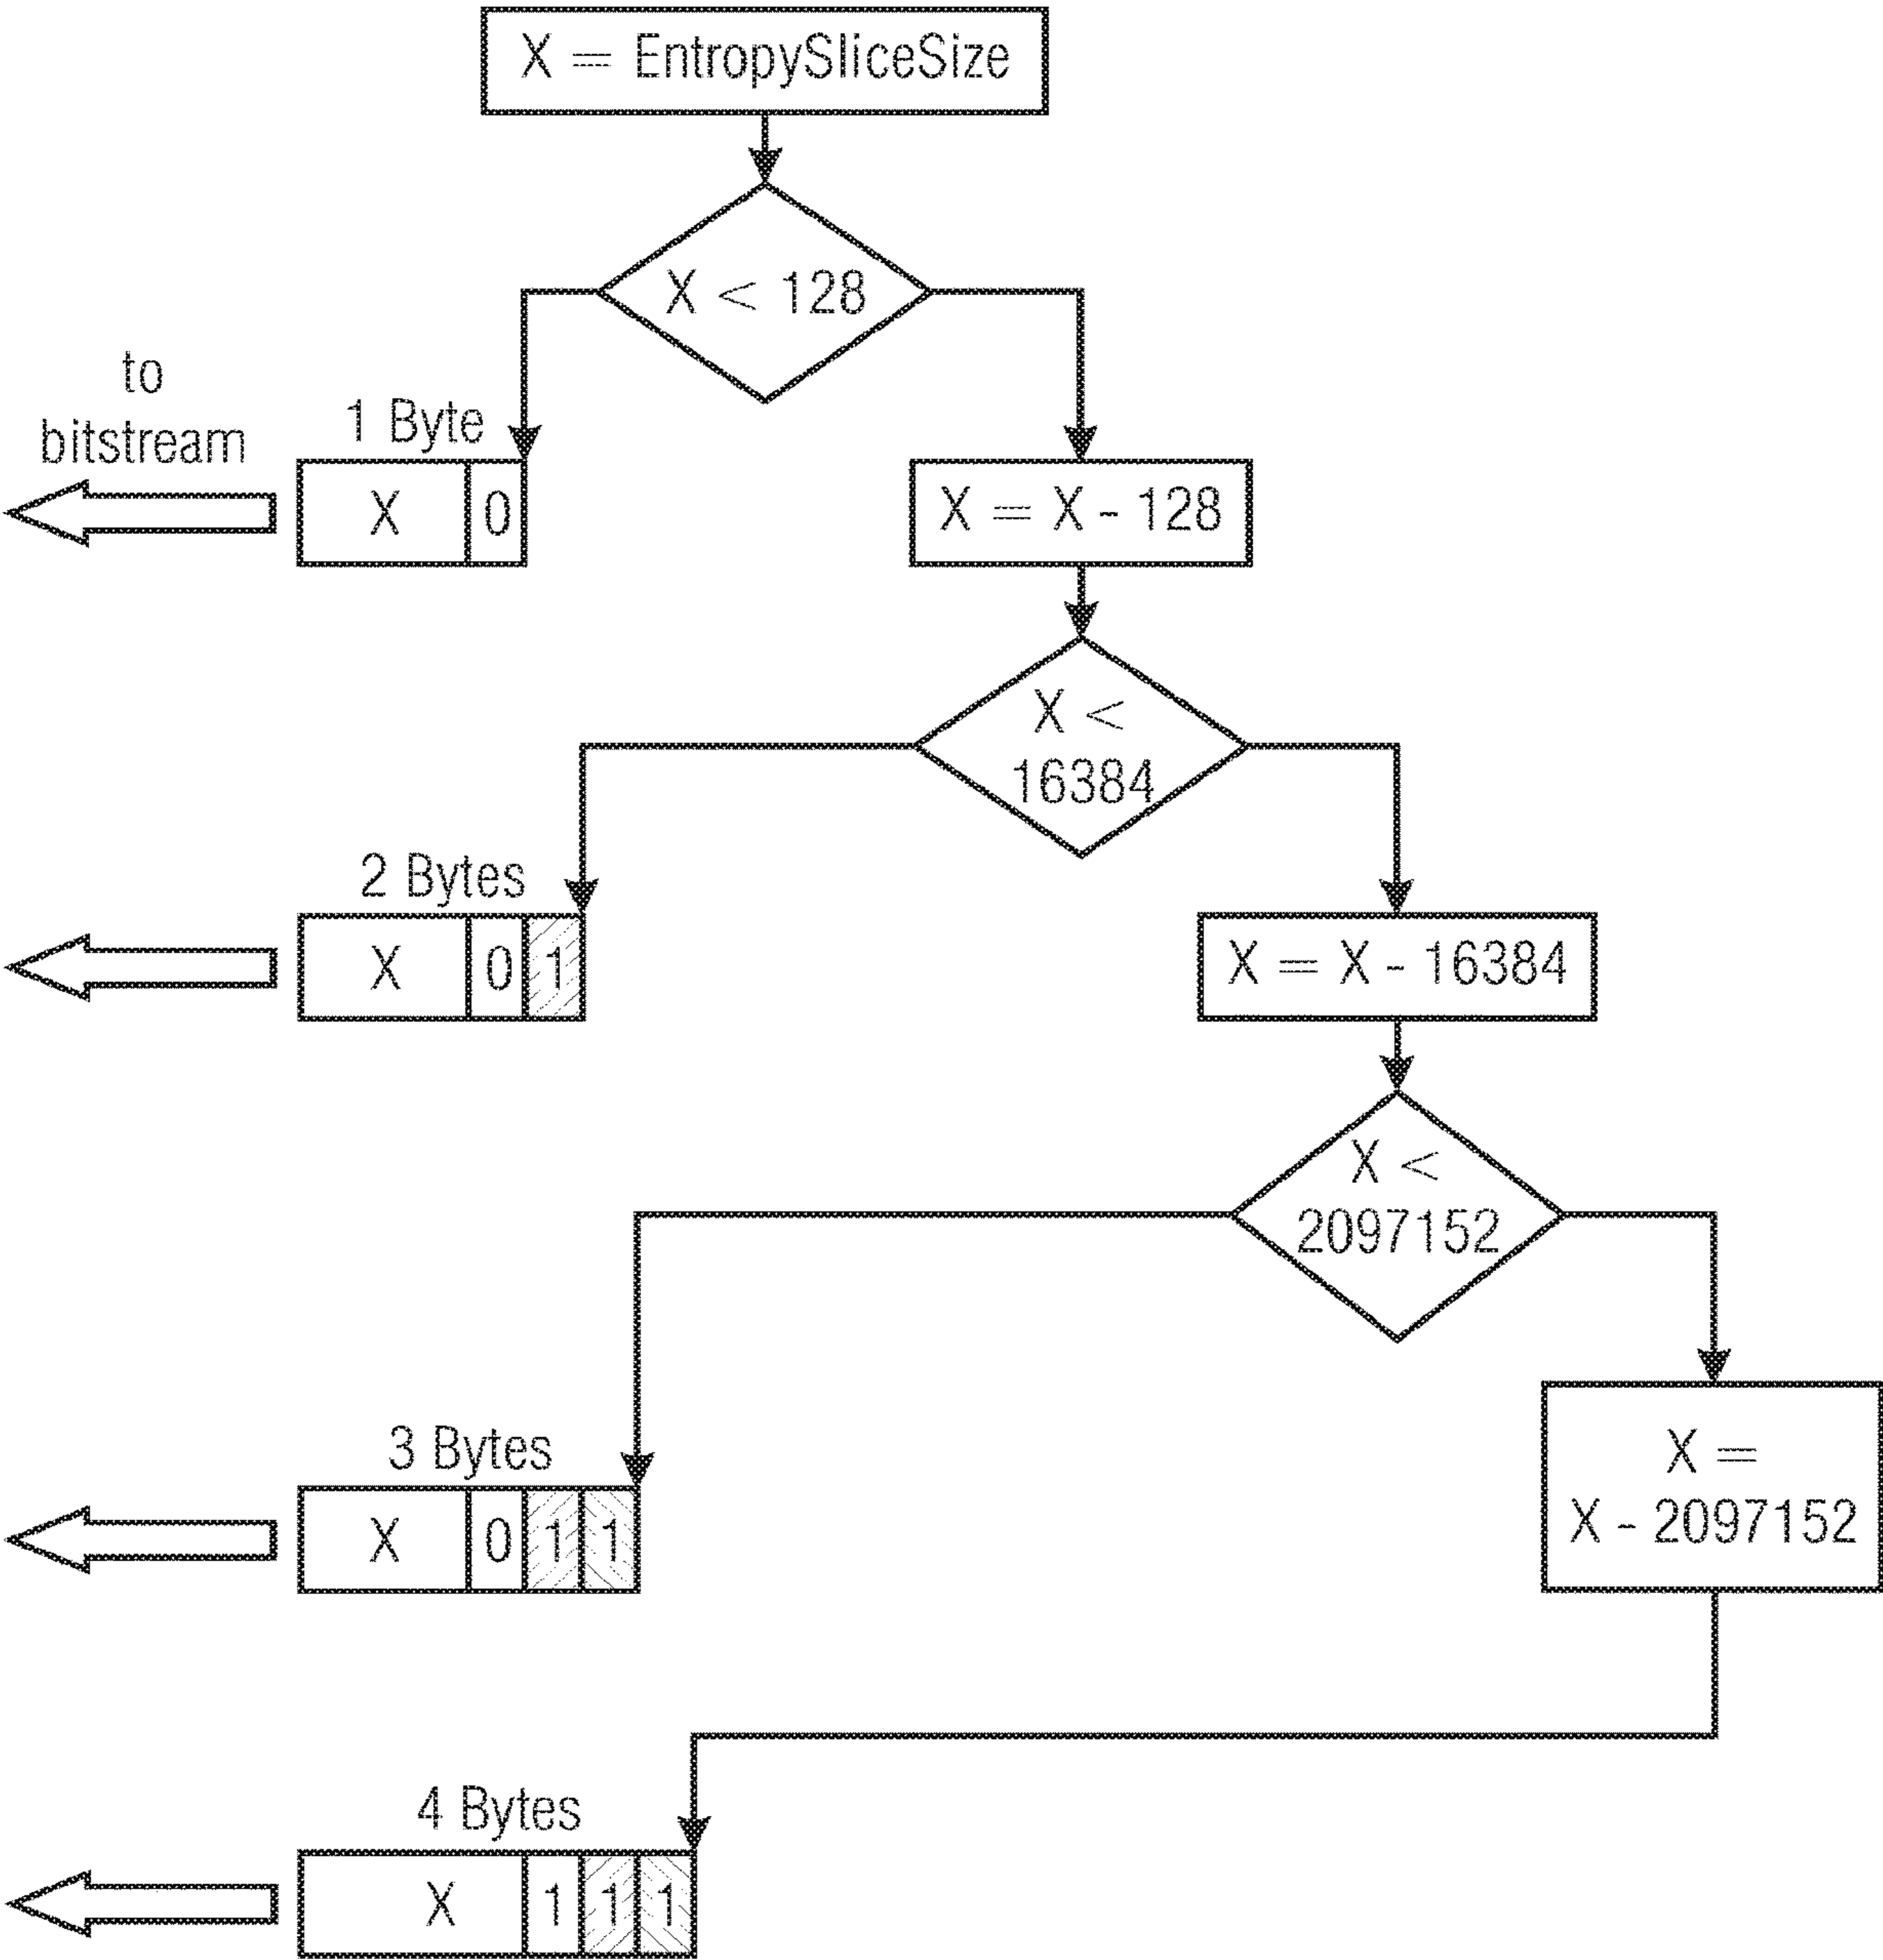 X = EntropySliceSize
X < 128
to
bitstream
1 Byte
X 0
X = X - 128
X <
16384
2 Bytes
X 0 1
X = X - 16384
X <
2097152
3 Bytes
X 0 1 1
X =
X - 2097152
4 Bytes
X 1 1 1